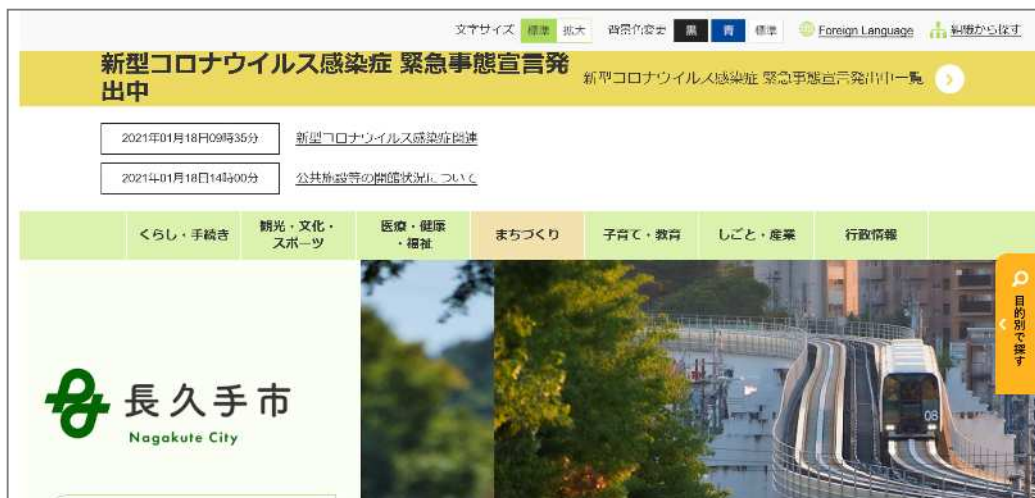 文字サイズ 標準 拡大 背景色変更 黒 青 標準 Foreign Language 組織から探す
新型コロナウイルス感染症 緊急事態宣言発
出中
新型コロナウイルス感染症 緊急事態宣言発出中一覧
2021年01月18日09時35分 新型コロナウイルス感染症関連
2021年01月18日14時00分 公共施設等の開館状況について
くらし・手続き 観光・文化・ 医療・健康 まちづくり 子育て・教育 しごと・産業 行政情報
スポーツ ・福祉
目的別で探す
長久手市
Nagakute City
08